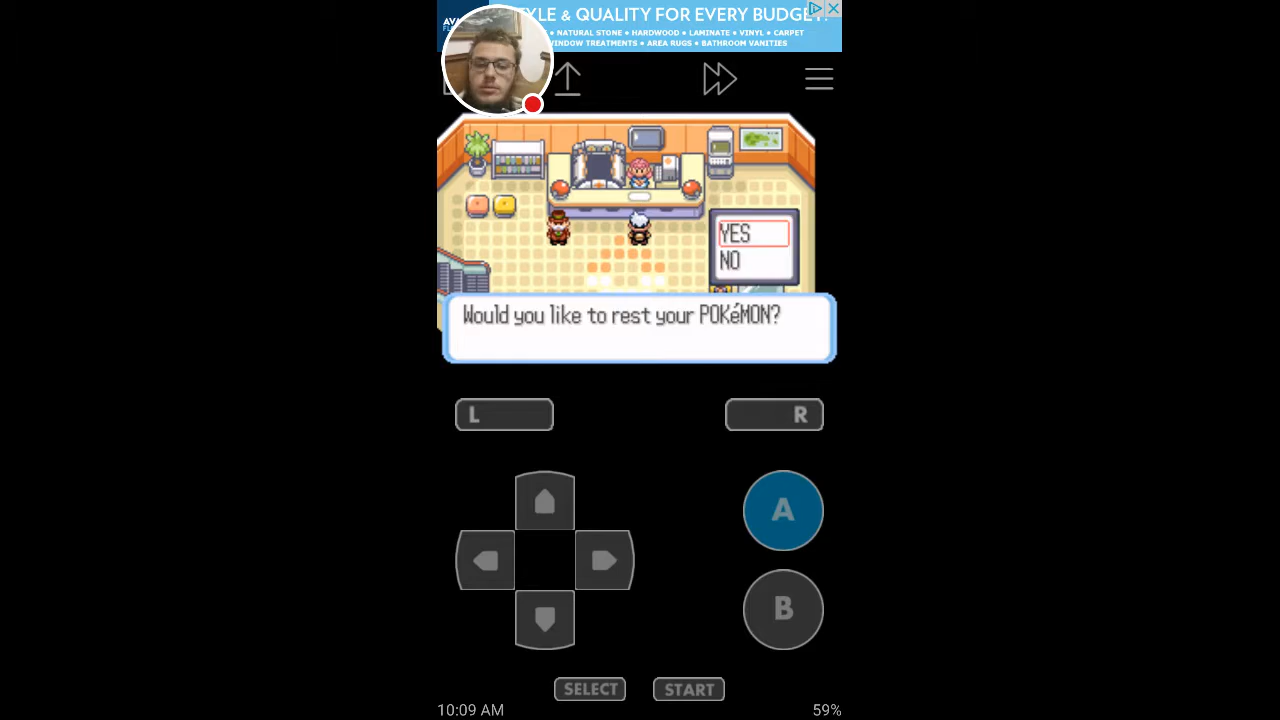 STYLE & QUALITY FOR EVERY BUDGET!
• NATURAL STONE • HARDWOOD • LAMINATE • VINYL • CARPET
WINDOW TREATMENTS • AREA RUGS • BATHROOM VANITIES
YES
NO
Would you like to rest your POKéMON?
L
R
A
B
SELECT
START
10:09 AM
59%